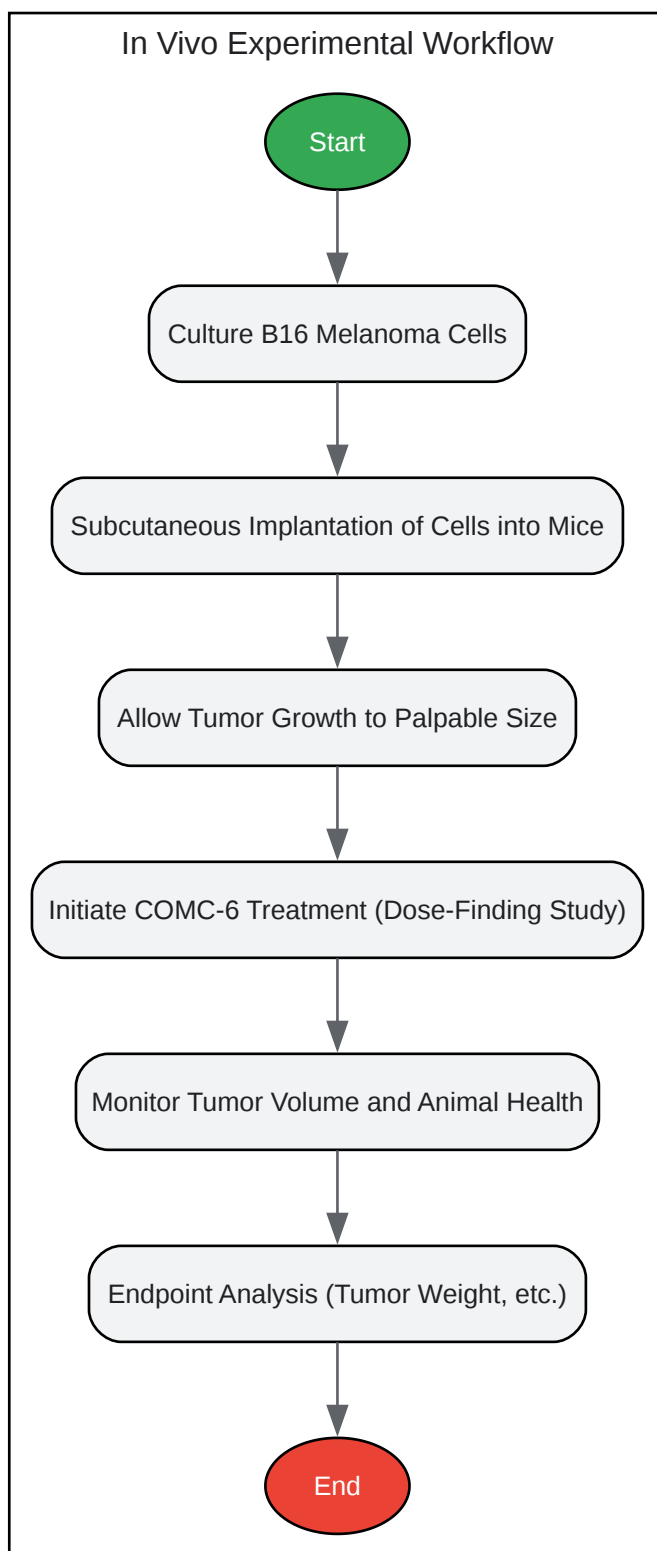 In Vivo Experimental Workflow
Start
Culture B16 Melanoma Cells
Subcutaneous Implantation of Cells into Mice
Allow Tumor Growth to Palpable Size
Initiate COMC-6 Treatment (Dose-Finding Study)
Monitor Tumor Volume and Animal Health
Endpoint Analysis (Tumor Weight, etc.)
End